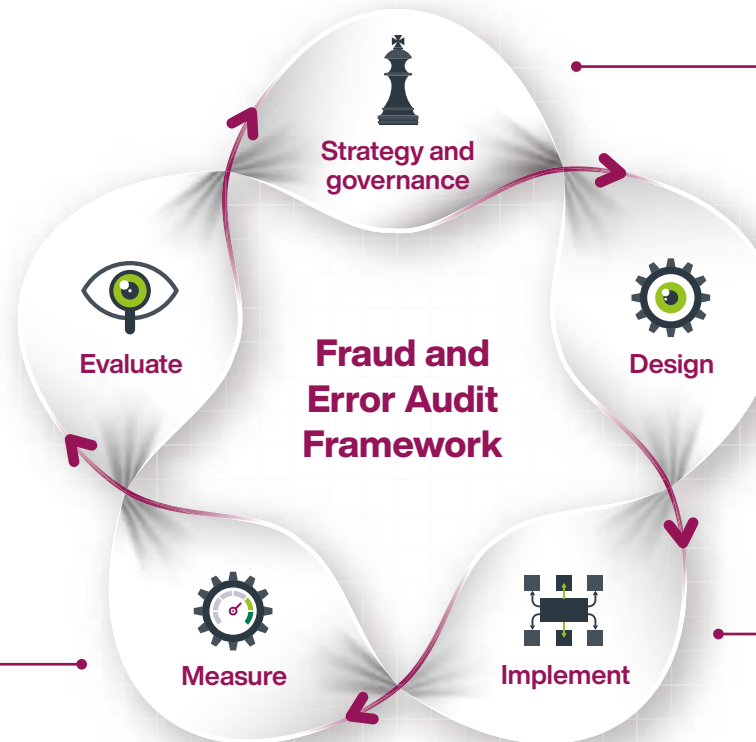 Strategy and
governance
Evaluate
Design
Fraud and
Error Audit
Framework
Measure
Implement